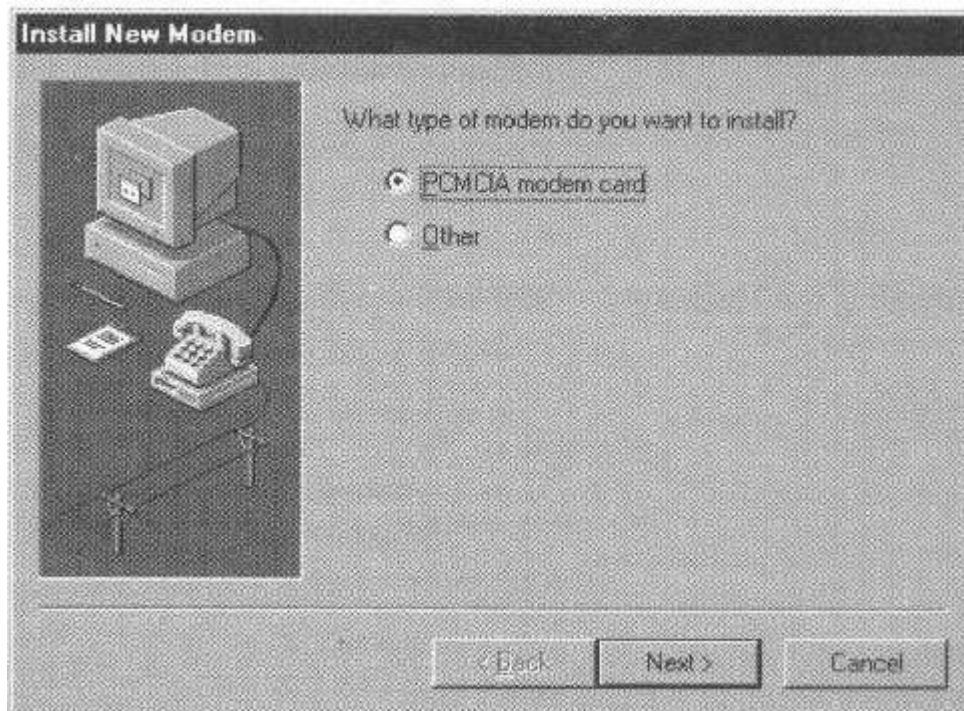 Install New Modem
What type of modem do you want to install?
PCMCIA modem card
Other
< Back
Next >
Cancel